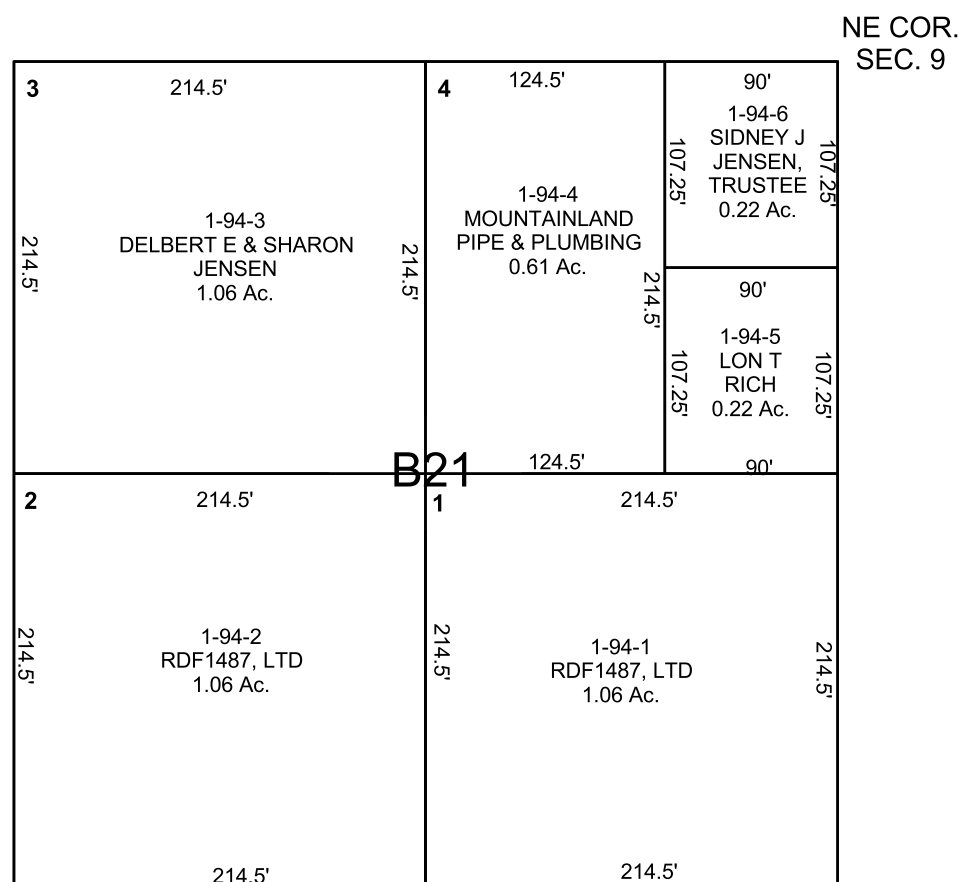 NE COR.
SEC. 9
3
214.5'
4
124.5'
90'
1-94-6
SIDNEY J
JENSEN,
TRUSTEE
0.22 Ac.
107.25'
107.25'
1-94-3
DELBERT E & SHARON
JENSEN
1.06 Ac.
214.5'
214.5'
1-94-4
MOUNTAINLAND
PIPE & PLUMBING
0.61 Ac.
214.5'
90'
1-94-5
LON T
RICH
0.22 Ac.
107.25'
107.25'
B21
124.5'
90'
2
214.5'
1
214.5'
1-94-2
RDF1487, LTD
1.06 Ac.
214.5'
214.5'
1-94-1
RDF1487, LTD
1.06 Ac.
214.5'
214.5'
214.5'